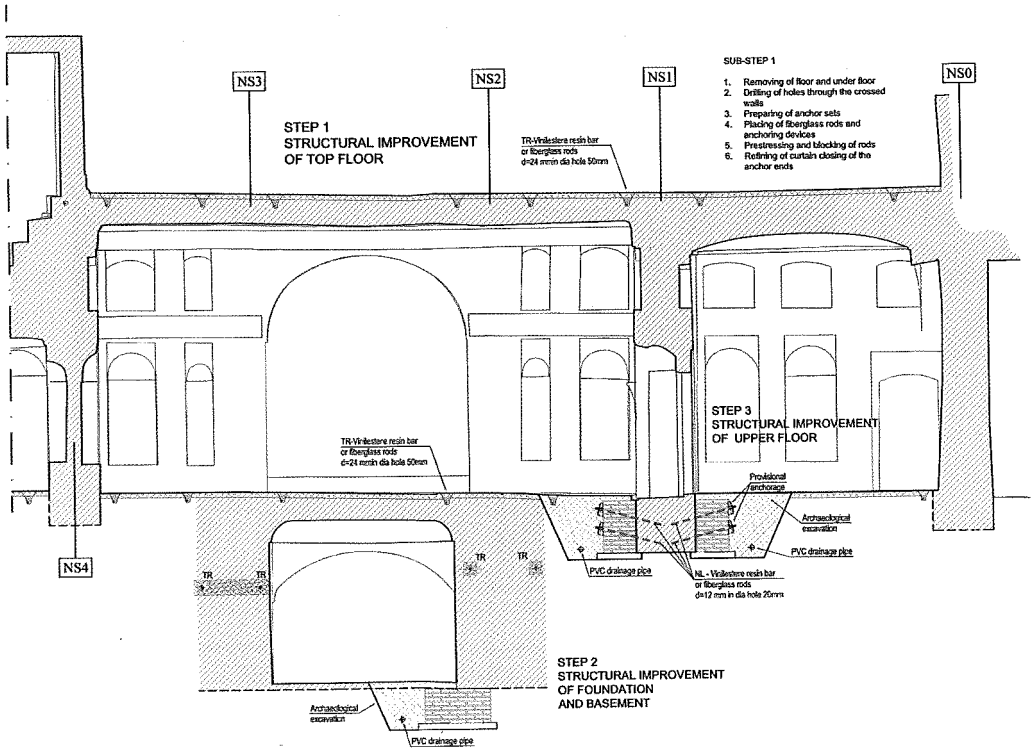 NS3
NS2
NS1
NS0
SUB-STEP 1
1. Removing of floor and under floor
2. Drilling of holes through the crossed
walls
3. Preparing of anchor sets
4. Placing of fiberglass rods and
anchoring devices
5. Prestressing and blocking of rods
6. Refining of curtain closing of the
anchor ends
STEP 1
STRUCTURAL IMPROVEMENT
OF TOP FLOOR
TR-Vinilestere resin bar
or fiberglass rods
d=24 mmin dia hole 50mm
STEP 3
STRUCTURAL IMPROVEMENT
OF UPPER FLOOR
TR-Vinilestere resin bar
or fiberglass rods
d=24 mmin dia hole 50mm
Provisional
anchorage
Archaeological
excavation
PVC drainage pipe
PVC drainage pipe
NL - Vinilestere resin bar
or fiberglass rods
d=12 mm in dia hole 20mm
NS4
TR
TR
TR
TR
STEP 2
STRUCTURAL IMPROVEMENT
OF FOUNDATION
AND BASEMENT
Archaeological
excavation
PVC drainage pipe